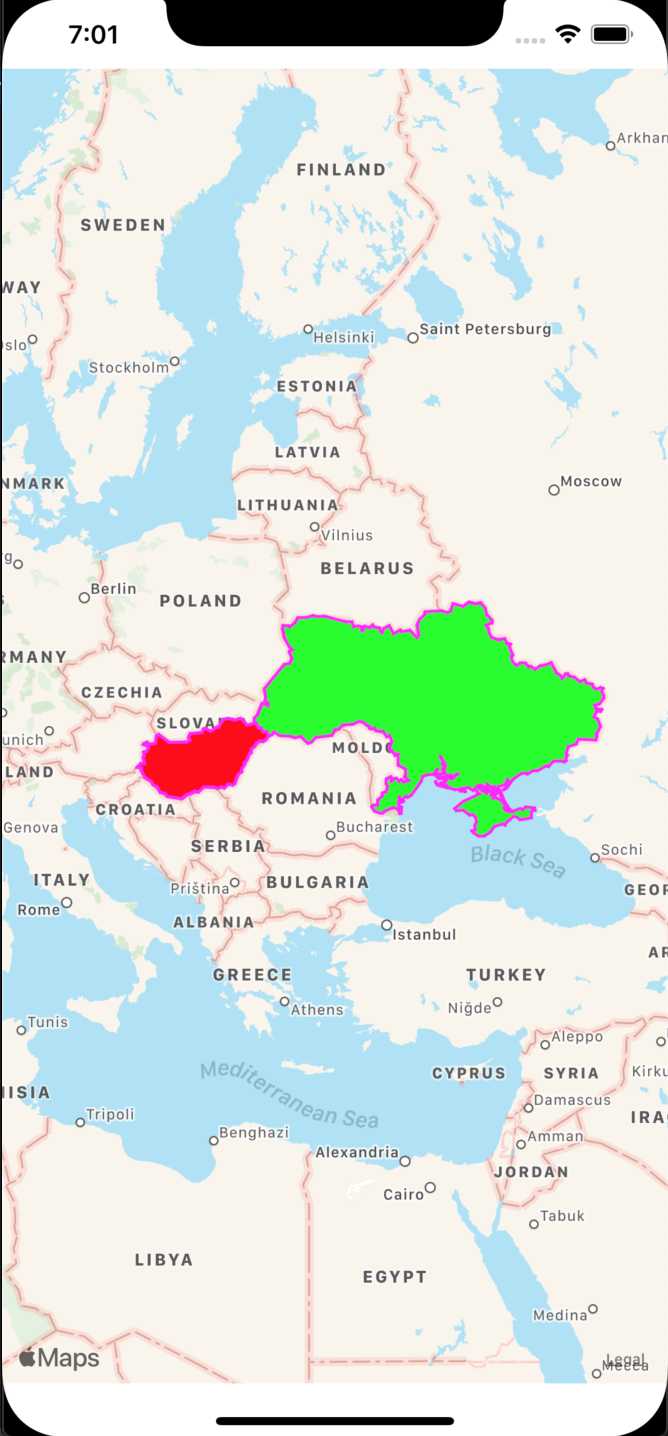 7:01
Arkhan
FINLAND
SWEDEN
WAY
Helsinki
Saint Petersburg
slo
Stockholm
ESTONIA
LATVIA
NMARK
Moscow
LITHUANIA
Vilnius
rg
BELARUS
Berlin
POLAND
RMANY
CZECHIA
SLOVA
unich
MOLDO
LAND
ROMANIA
CROATIA
Genova
Bucharest
SERBIA
Black Sea
Sochi
ITALY
Priština
BULGARIA
GEOR
Rome
ALBANIA
Istanbul
AR
GREECE
TURKEY
Athens
Niğde
Tunis
Aleppo
Mediterranean Sea
CYPRUS
SYRIA
Kirku
NISIA
Damascus
Tripoli
IRA
Benghazi
Amman
Alexandria
JORDAN
Cairo
Tabuk
LIBYA
EGYPT
Medina
Maps
Legal
Mecca